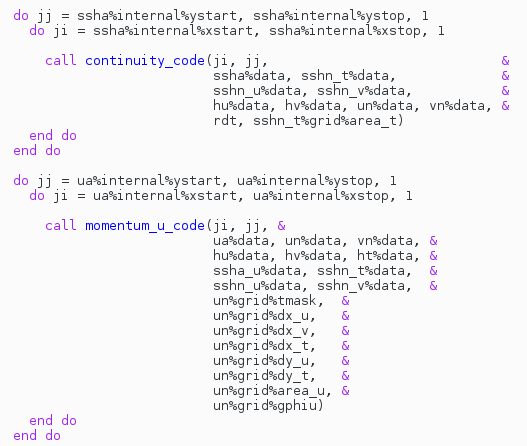 do jj = ssha%internal%ystart, ssha%internal%ystop, 1
  do ji = ssha%internal%xstart, ssha%internal%xstop, 1

    call continuity_code(ji, jj,                             &
                         ssha%data, sshn_t%data,             &
                         sshn_u%data, sshn_v%data,           &
                         hu%data, hv%data, un%data, vn%data, &
                         rdt, sshn_t%grid%area_t)
  end do
end do

do jj = ua%internal%ystart, ua%internal%ystop, 1
  do ji = ua%internal%xstart, ua%internal%xstop, 1

    call momentum_u_code(ji, jj, &
                         ua%data, un%data, vn%data, &
                         hu%data, hv%data, ht%data, &
                         ssha_u%data, sshn_t%data,  &
                         sshn_u%data, sshn_v%data,  &
                         un%grid%tmask,  &
                         un%grid%dx_u,   &
                         un%grid%dx_v,   &
                         un%grid%dx_t,   &
                         un%grid%dy_u,   &
                         un%grid%dy_t,   &
                         un%grid%area_u, &
                         un%grid%gphiu)
  end do
end do